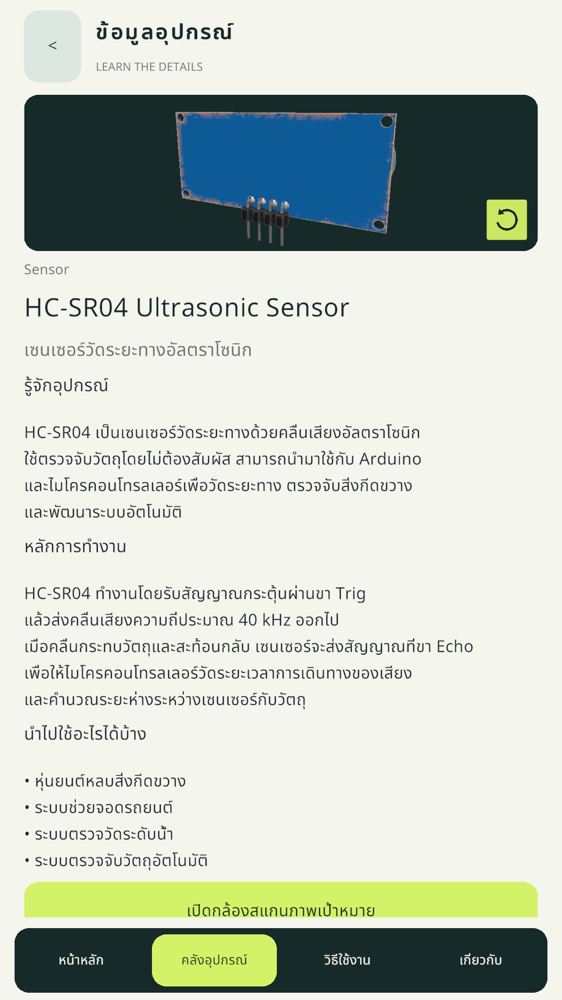 <
ข้อมูลอุปกรณ์
LEARN THE DETAILS
Sensor
HC-SR04 Ultrasonic Sensor
เซนเซอร์วัดระยะทางอัลตราโซนิก
รู้จักอุปกรณ์
HC-SR04 เป็นเซนเซอร์วัดระยะทางด้วยคลื่นเสียงอัลตราโซนิก
ใช้ตรวจจับวัตถุโดยไม่ต้องสัมผัส สามารถนำมาใช้กับ Arduino
และไมโครคอนโทรลเลอร์เพื่อวัดระยะทาง ตรวจจับสิ่งกีดขวาง
และพัฒนาระบบอัตโนมัติ
หลักการทำงาน
HC-SR04 ทำงานโดยรับสัญญาณกระตุ้นผ่านขา Trig
แล้วส่งคลื่นเสียงความถี่ประมาณ 40 kHz ออกไป
เมื่อคลื่นกระทบวัตถุและสะท้อนกลับ เซนเซอร์จะส่งสัญญาณที่ขา Echo
เพื่อให้ไมโครคอนโทรลเลอร์วัดระยะเวลาการเดินทางของเสียง
และคำนวณระยะห่างระหว่างเซนเซอร์กับวัตถุ
นำไปใช้อะไรได้บ้าง
• หุ่นยนต์หลบสิ่งกีดขวาง
• ระบบช่วยจอดรถยนต์
• ระบบตรวจวัดระดับน้ำ
• ระบบตรวจจับวัตถุอัตโนมัติ
เปิดกล้องสแกนภาพเป้าหมาย
หน้าหลัก
คลังอุปกรณ์
วิธีใช้งาน
เกี่ยวกับ